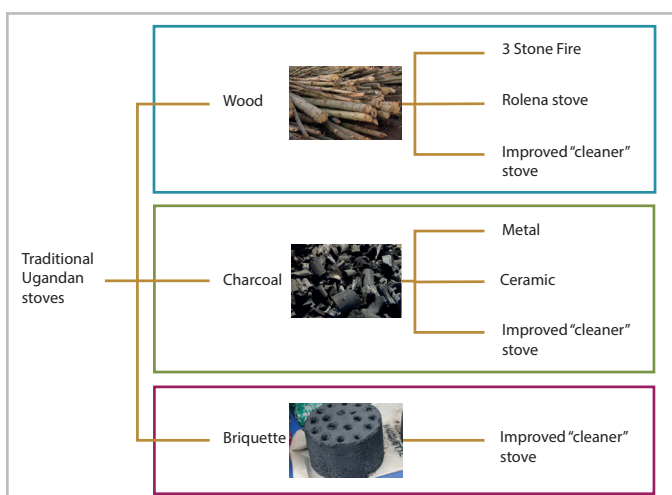 3 Stone Fire
Wood
Rolena stove
Improved “cleaner”
stove
Traditional
Ugandan
stoves
Metal
Charcoal
Ceramic
Improved “cleaner”
stove
Briquette
Improved “cleaner”
stove